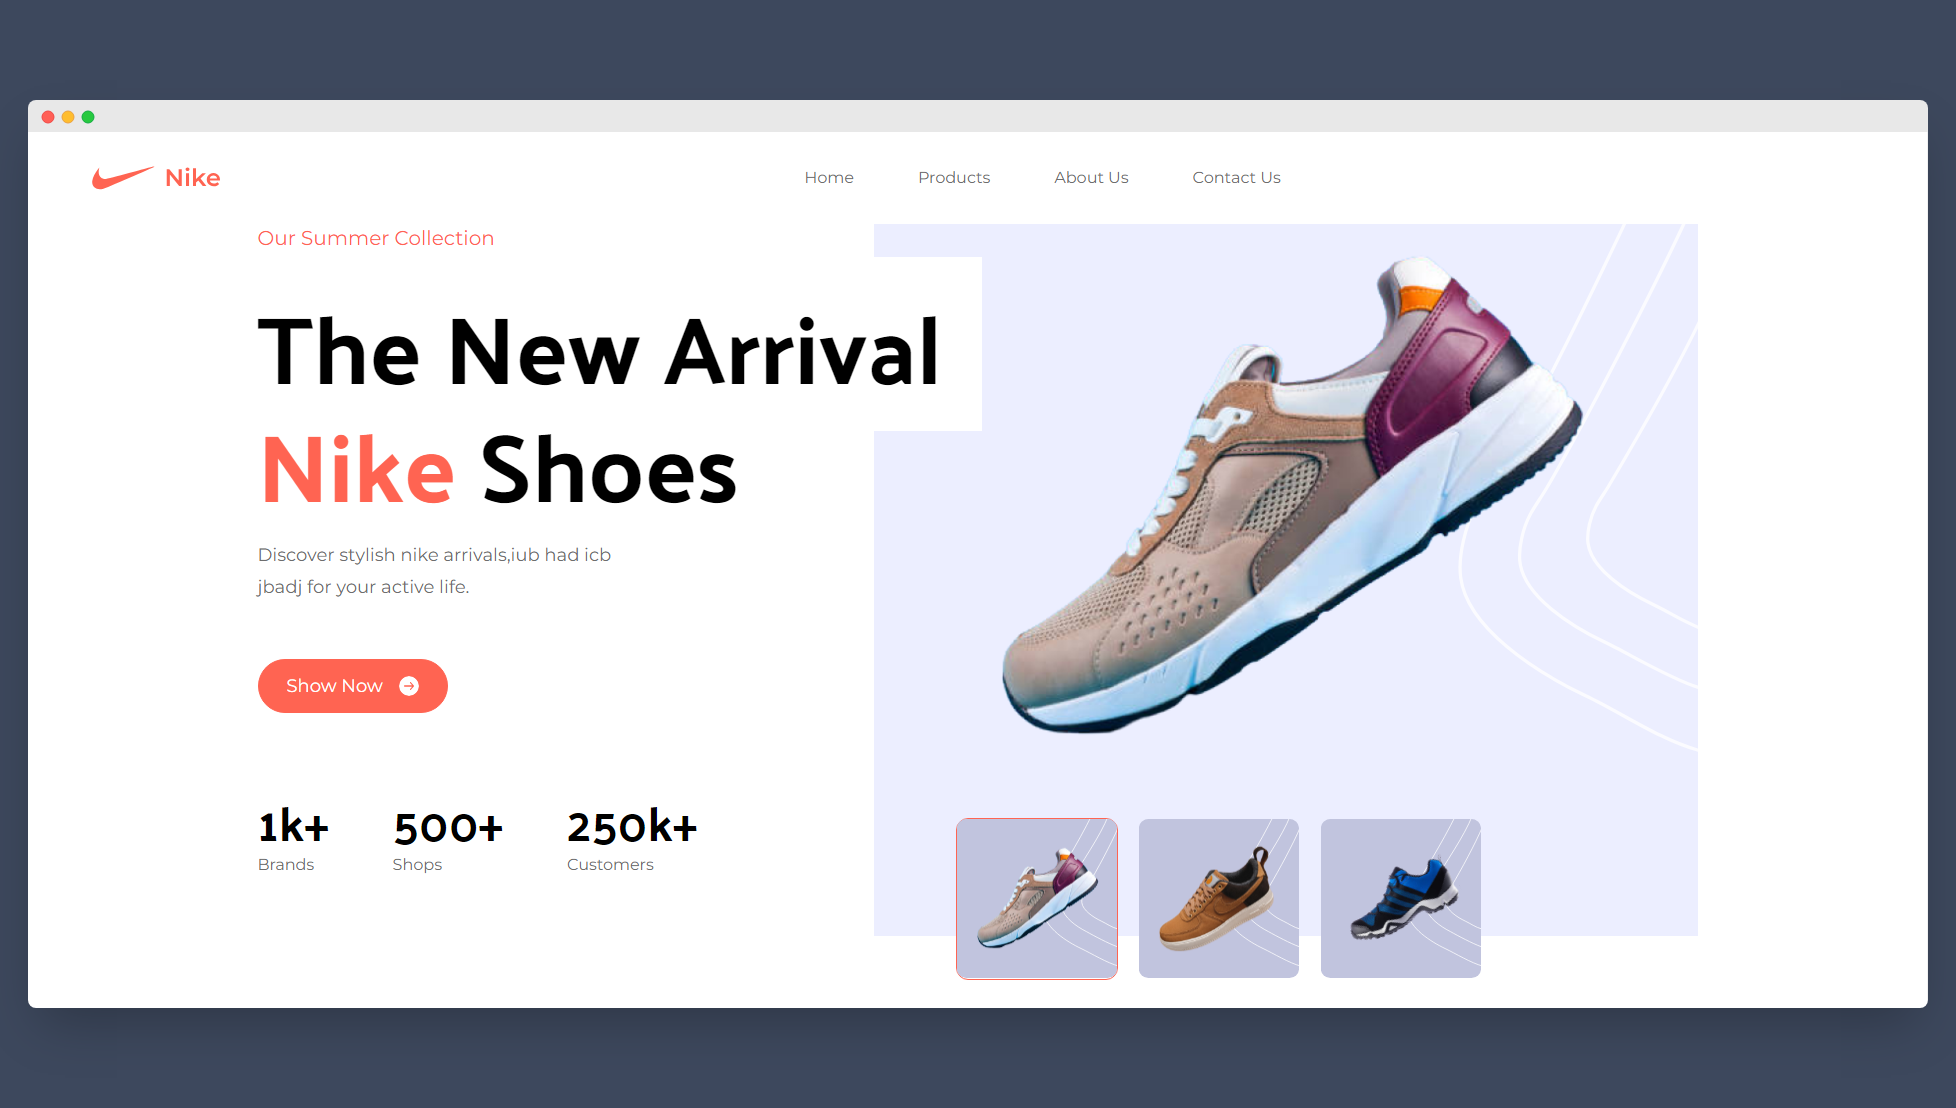 Nike
Home
Products
About Us
Contact Us
Our Summer Collection
The New Arrival
Nike Shoes
Discover stylish nike arrivals,iub had icb
jbadj for your active life.
Show Now
1k+
Brands
500+
Shops
250k+
Customers